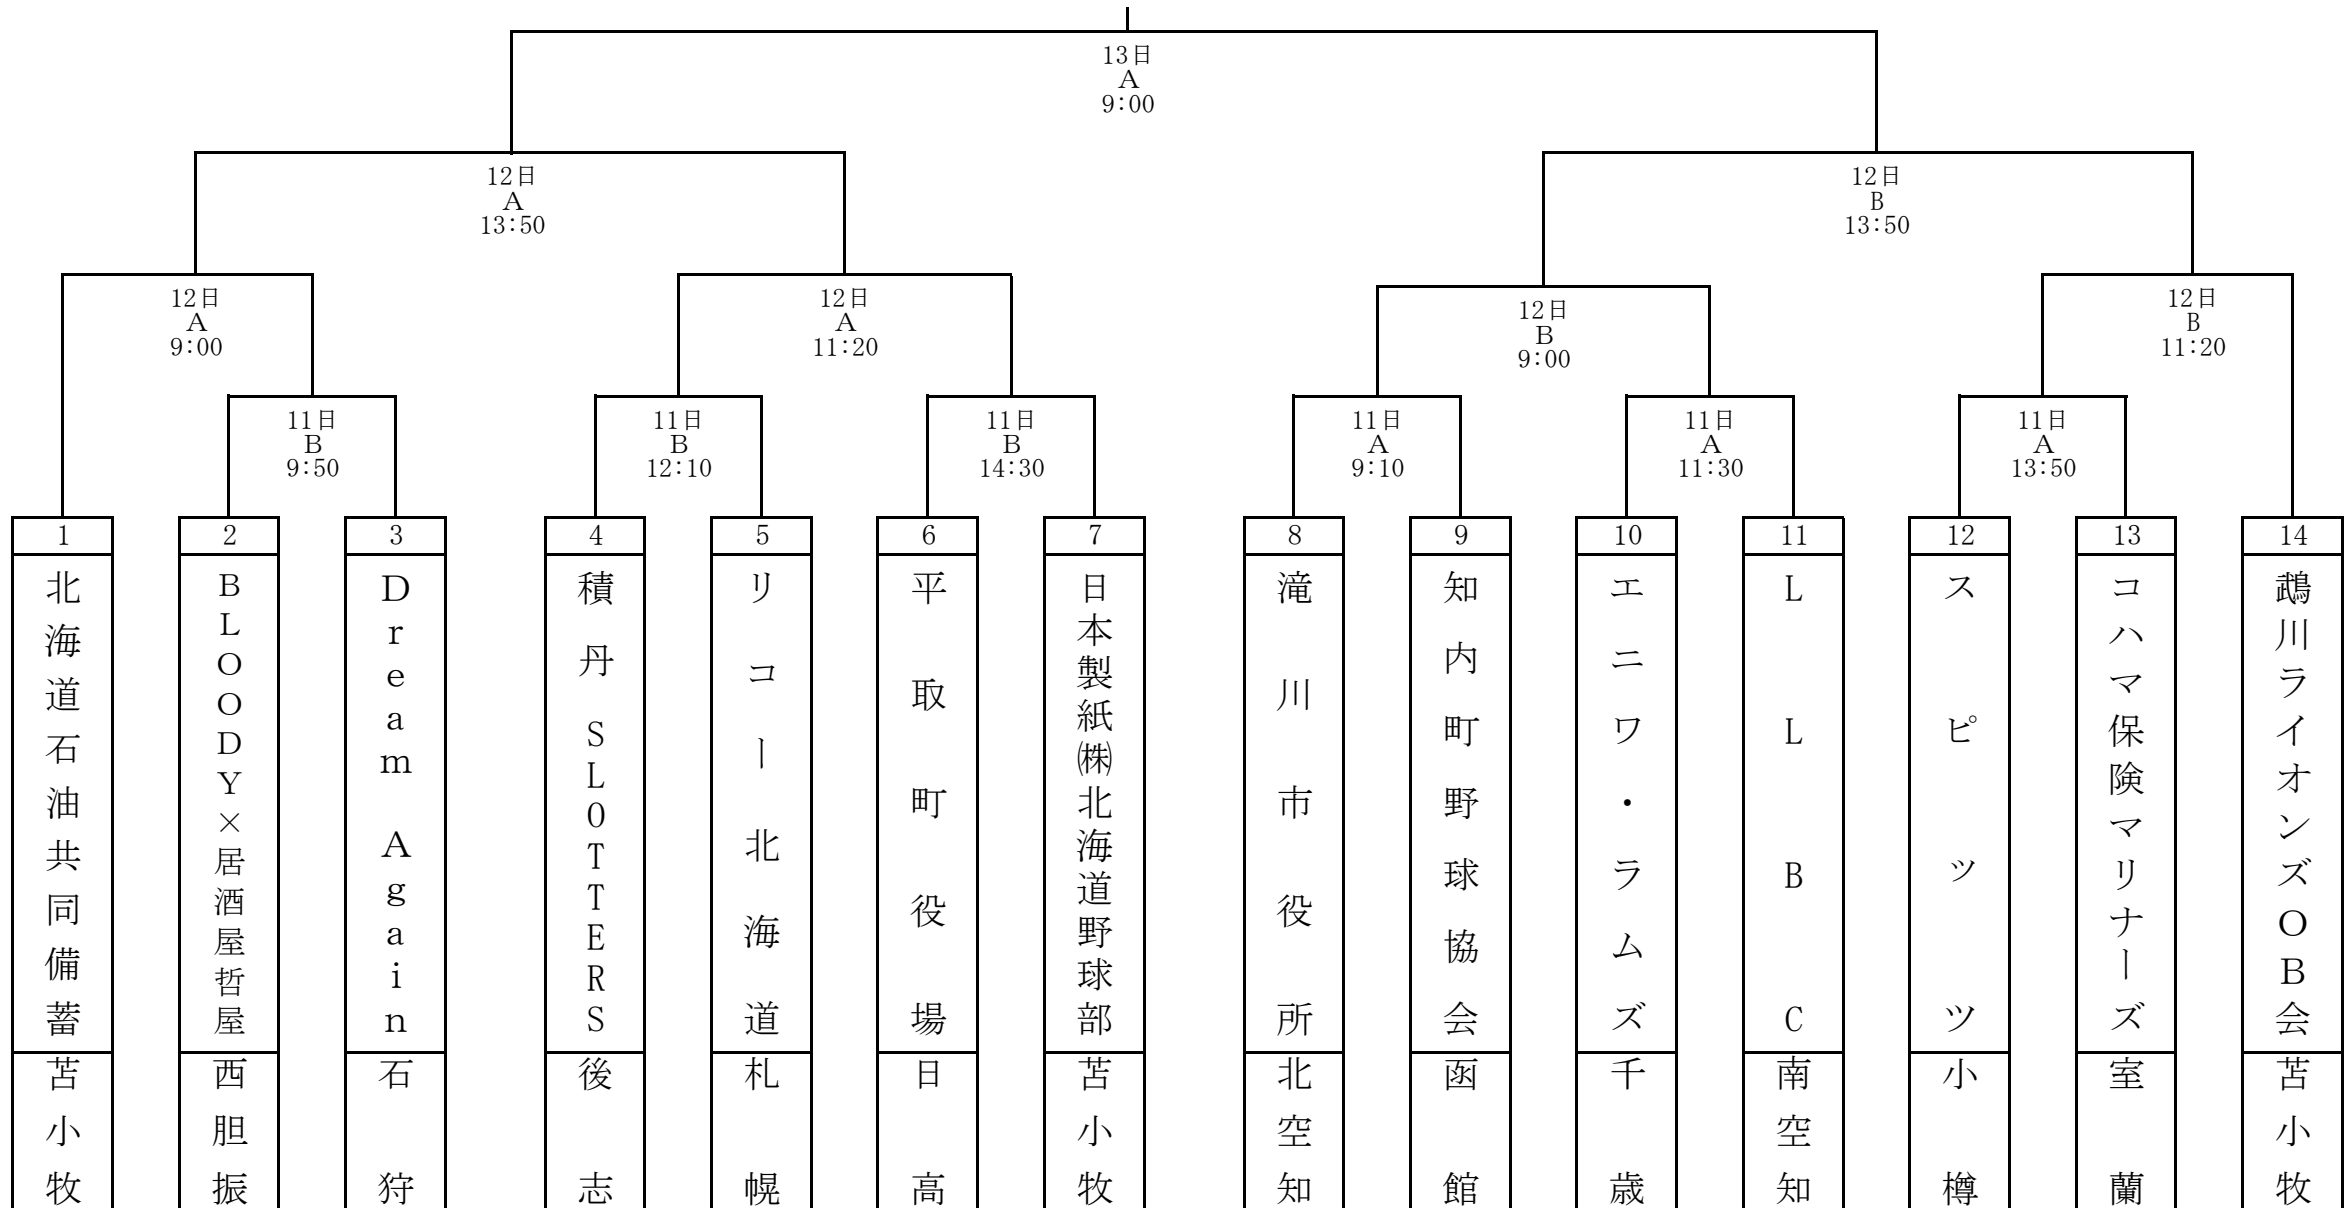 13日
A
9:00
12日
A
13:50
12日
B
13:50
12日
A
9:00
12日
A
11:20
12日
B
9:00
12日
B
11:20
11日
B
9:50
11日
B
12:10
11日
B
14:30
11日
A
9:10
11日
A
11:30
11日
A
13:50
1
北海道石油共同備蓄
苫小牧
2
BLOODY×居酒屋哲屋
西胆振
3
Dream Again
石狩
4
積丹 SLOTTERS
後志
5
リコー北海道
札幌
6
平取町役場
日高
7
日本製紙㈱北海道野球部
苫小牧
8
滝川市役所
北空知
9
知内町野球協会
函館
10
エニワ・ラムズ
千歳
11
LLBC
南空知
12
スピッツ
小樽
13
コハマ保険マリナーズ
室蘭
14
鵡川ライオンズOB会
苫小牧